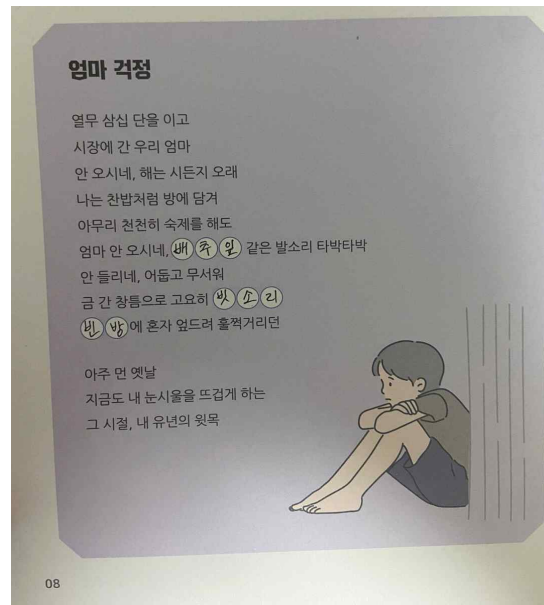 엄마 걱정
열무 삼십 단을 이고
시장에 간 우리 엄마
안 오시네, 해는 시든지 오래
나는 찬밥처럼 방에 담겨
아무리 천천히 숙제를 해도
엄마 안 오시네, 배추잎 같은 발소리 타박타박
안 들리네, 어둡고 무서워
금 간 창틈으로 고요히 빗소리
빈방에 혼자 엎드려 훌쩍거리던
아주 먼 옛날
지금도 내 눈시울을 뜨겁게 하는
그 시절, 내 유년의 윗목
08